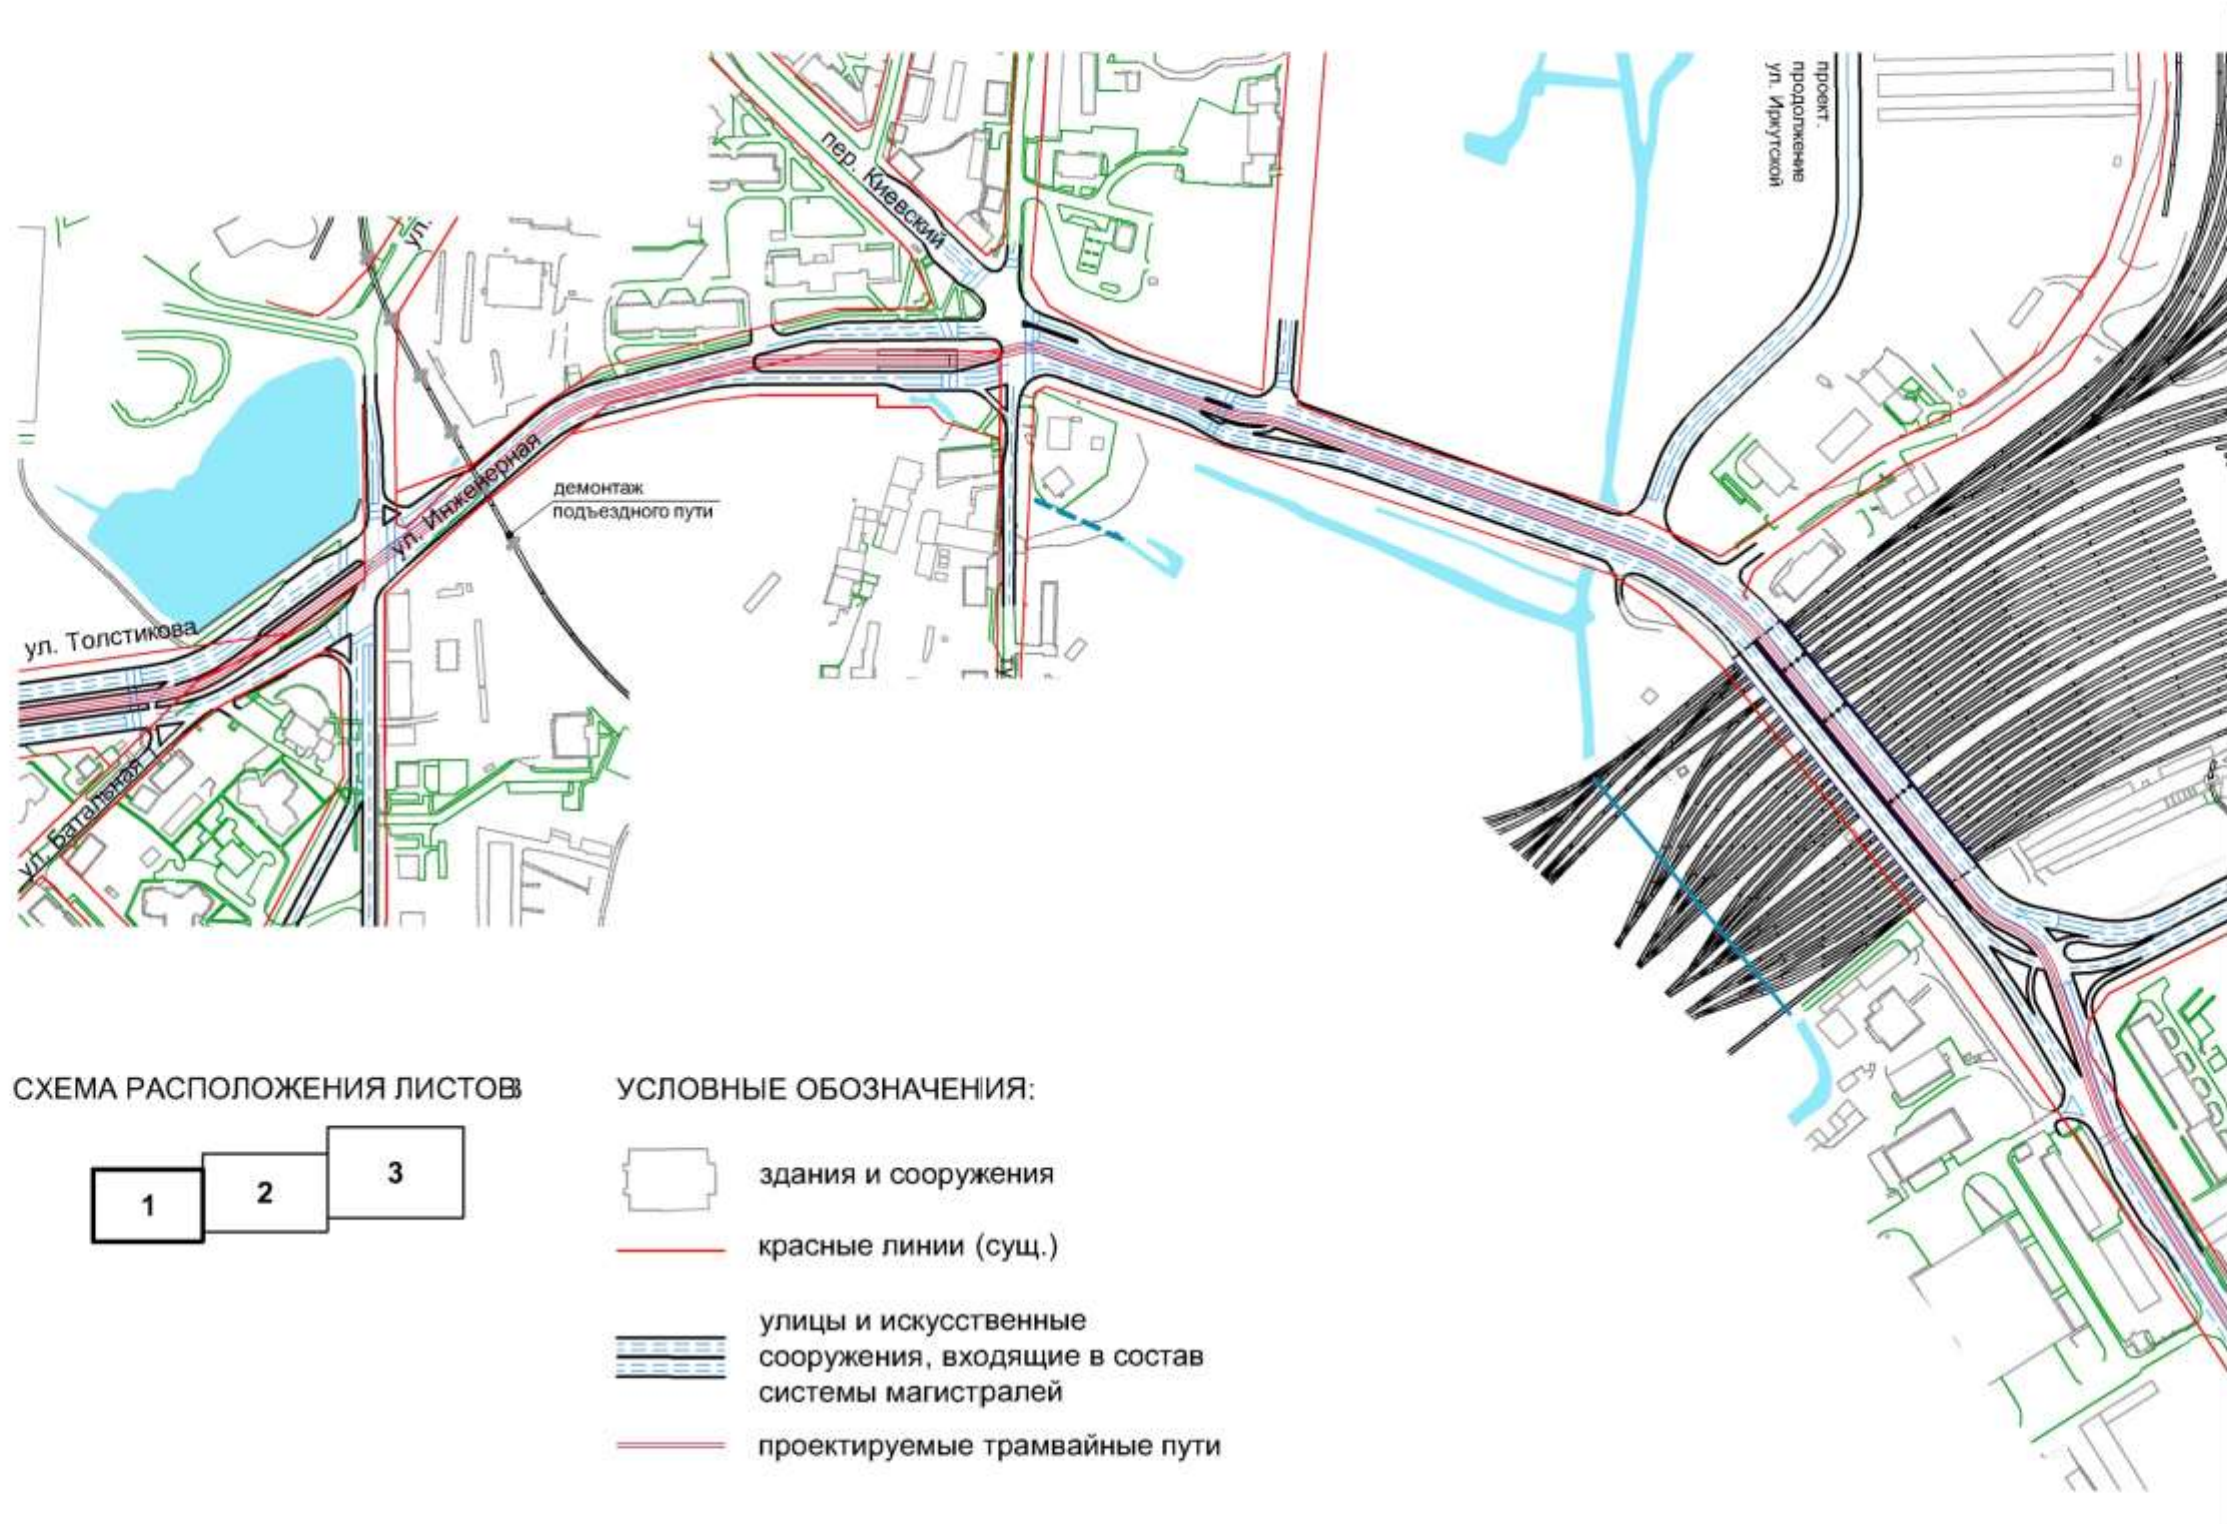 проект.
продолжение
ул. Иркутской
пер. Киевский
ул.
ул. Инженерная
демонтаж
подъездного пути
ул. Толстикова
ул. Батальная
СХЕМА РАСПОЛОЖЕНИЯ ЛИСТОВ
1
2
3
УСЛОВНЫЕ ОБОЗНАЧЕНИЯ:
здания и сооружения
красные линии (сущ.)
улицы и искусственные
сооружения, входящие в состав
системы магистралей
проектируемые трамвайные пути